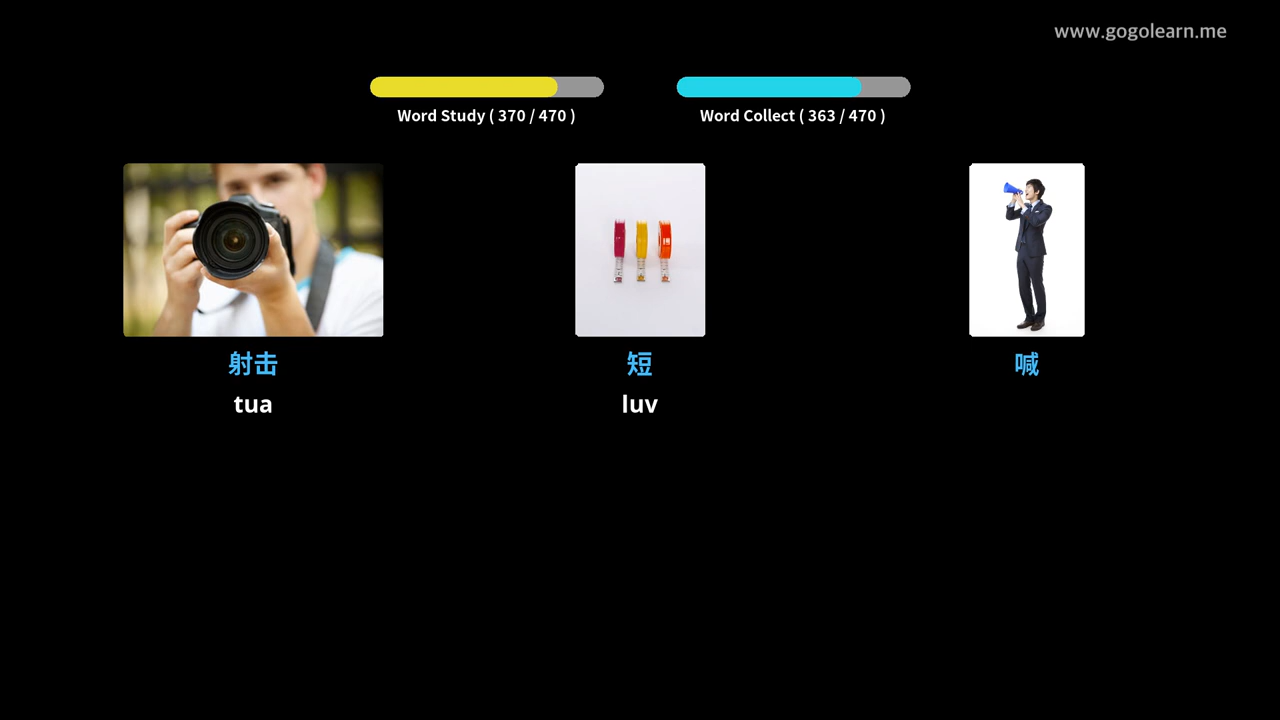 www.gogolearn.me
Word Study ( 370 / 470 )
Word Collect ( 363 / 470 )
射击
短
喊
tua
luv